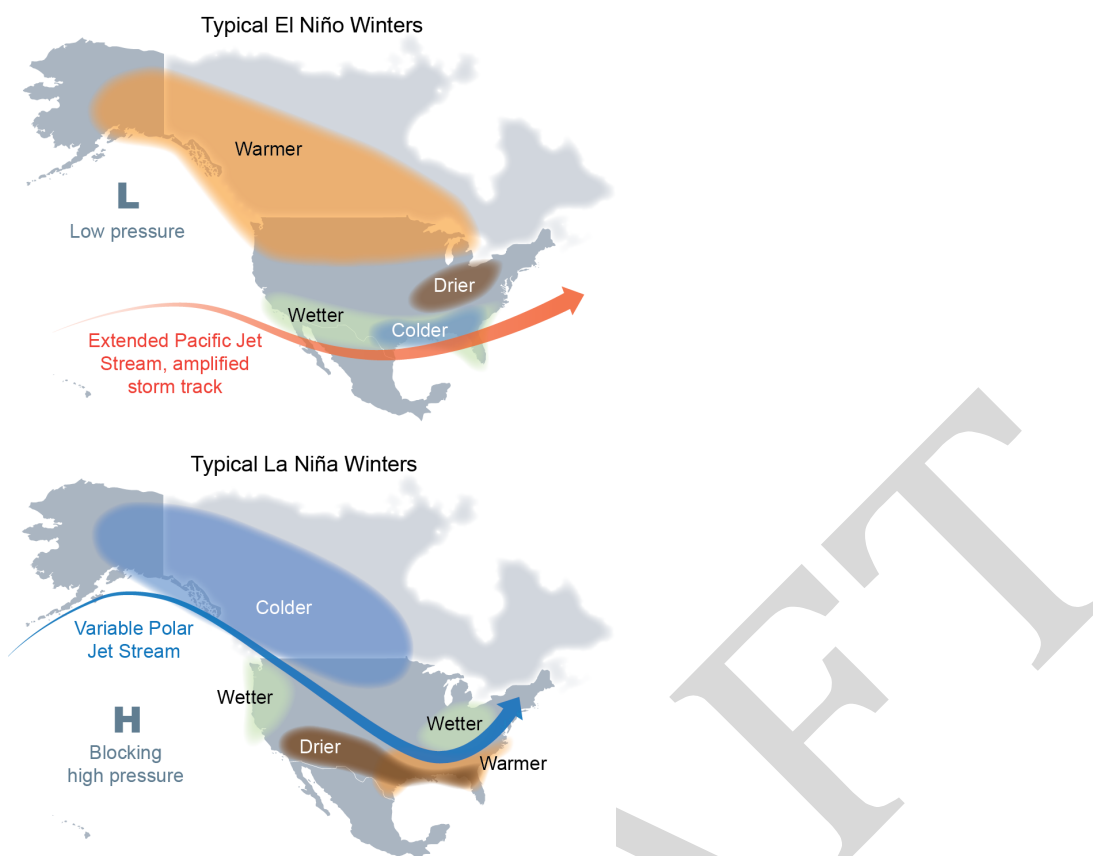 Typical El Niño Winters
Warmer
L
Low pressure
Drier
Wetter
Colder
Extended Pacific Jet
Stream, amplified
storm track
Typical La Niña Winters
Colder
Variable Polar
Jet Stream
Wetter
H
Wetter
Blocking
high pressure
Drier
Warmer
AFT